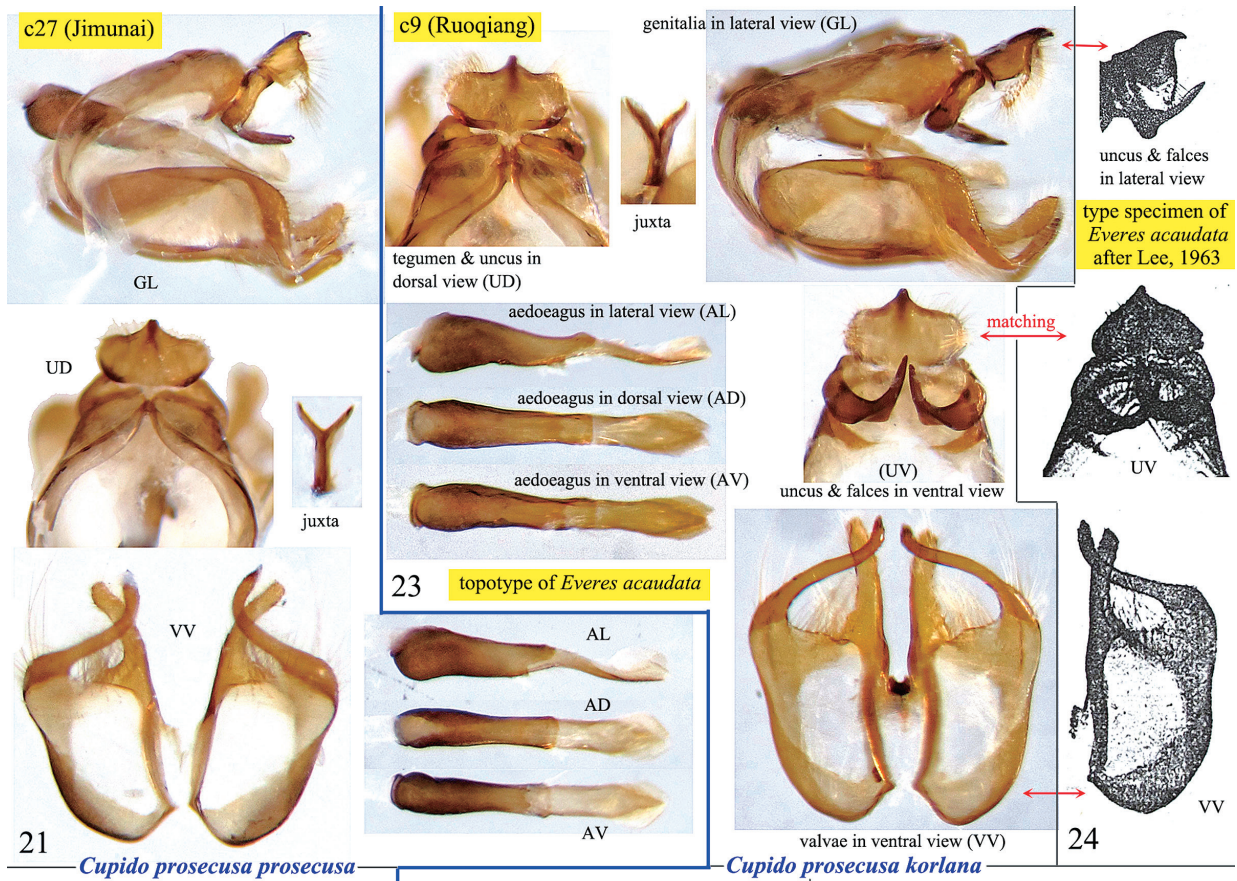 c27 (Jimunai)
GL
UD
juxta
VV
21
AL
AD
AV
Cupido prosecusa prosecusa
c9 (Ruoqiang)
genitalia in lateral view (GL)
juxta
tegumen & uncus in
dorsal view (UD)
aedoeagus in lateral view (AL)
aedoeagus in dorsal view (AD)
aedoeagus in ventral view (AV)
23
topotype of Everes acaudata
(UV)
uncus & falces in ventral view
valvae in ventral view (VV)
Cupido prosecusa korlana
uncus & falces
in lateral view
type specimen of
Everes acaudata
after Lee, 1963
matching
UV
24
VV